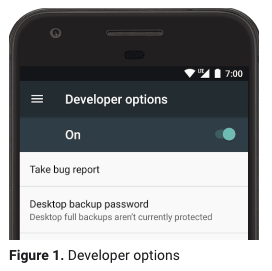 LTE 7:00
Developer options
On
Take bug report
Desktop backup password
Desktop full backups aren't currently protected
Figure 1. Developer options